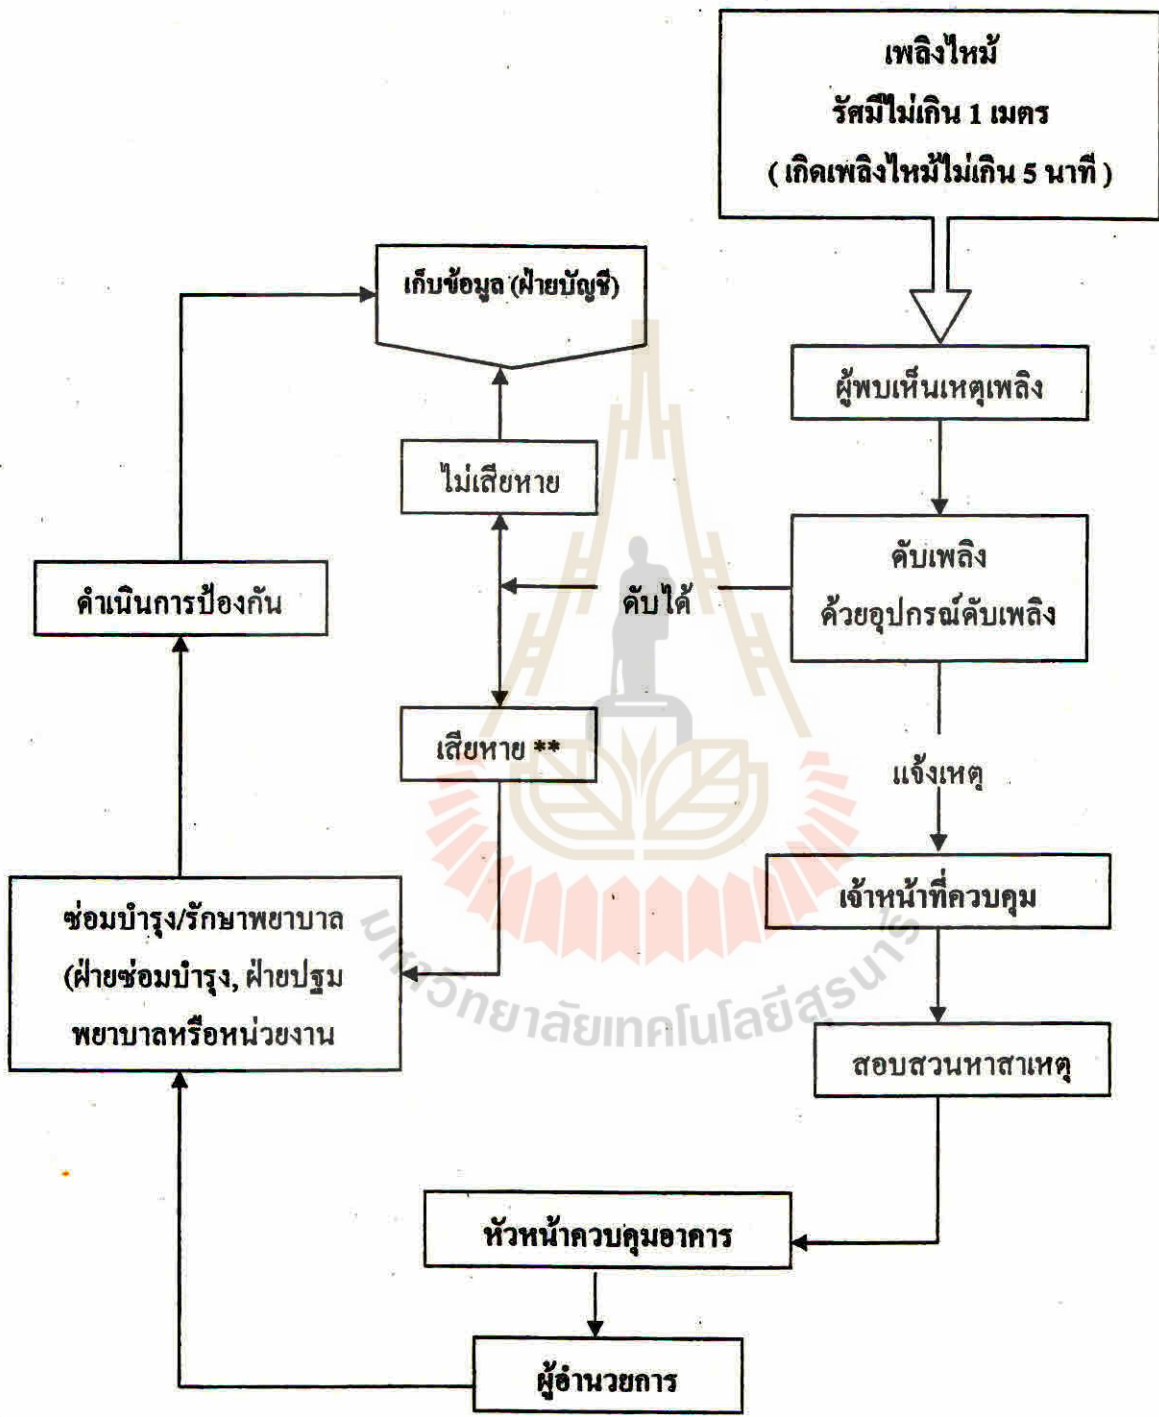 เพลิงไหม้
รัศมีไม่เกิน 1 เมตร
( เกิดเพลิงไหม้ไม่เกิน 5 นาที )
เก็บข้อมูล (ฝ่ายบัญชี)
ผู้พบเห็นเหตุเพลิง
ไม่เสียหาย
ดับเพลิง
ด้วยอุปกรณ์ดับเพลิง
ดับได้
ดำเนินการป้องกัน
เสียหาย **
แจ้งเหตุ
เจ้าหน้าที่ควบคุม
ซ่อมบำรุง/รักษาพยาบาล
(ฝ่ายซ่อมบำรุง, ฝ่ายปฐม
พยาบาลหรือหน่วยงาน
มหาวิทยาลัยเทคโนโลยีสุรนารี
สอบสวนหาสาเหตุ
หัวหน้าควบคุมอาคาร
ผู้อำนวยการ